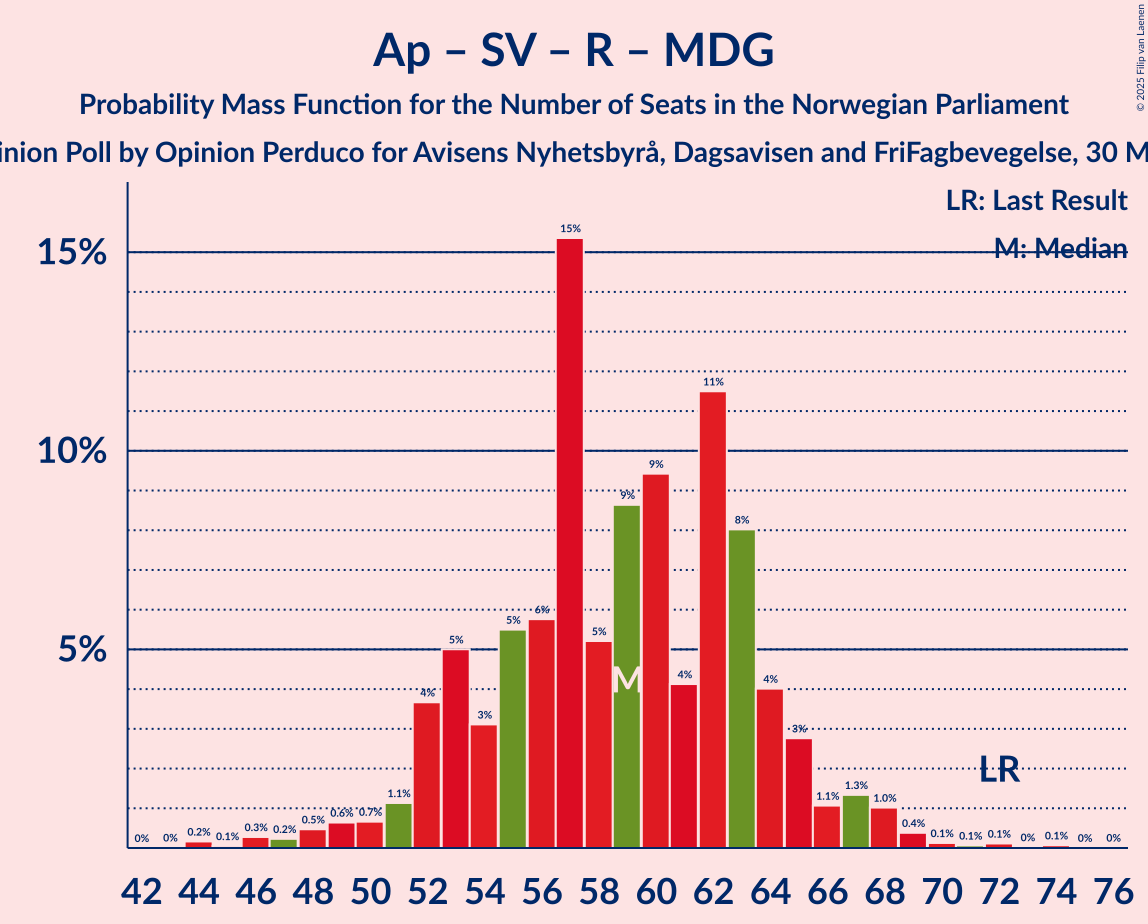 Ap – SV – R – MDG
Probability Mass Function for the Number of Seats in the Norwegian Parliament
inion Poll by Opinion Perduco for Avisens Nyhetsbyrå, Dagsavisen and FriFagbevegelse, 30 M
© 2025 Filip van Laenen
LR: Last Result
M: Median
15%
10%
5%
0% 0% 0.2% 0.1% 0.3% 0.2% 0.5% 0.6% 0.7% 1.1% 4% 5% 3% 5% 6% 15% 5% 9% 9% 4% 11% 8% 4% 3% 1.1% 1.3% 1.0% 0.4% 0.1% 0.1% 0.1% 0% 0.1% 0% 0%
M
LR
42 44 46 48 50 52 54 56 58 60 62 64 66 68 70 72 74 76